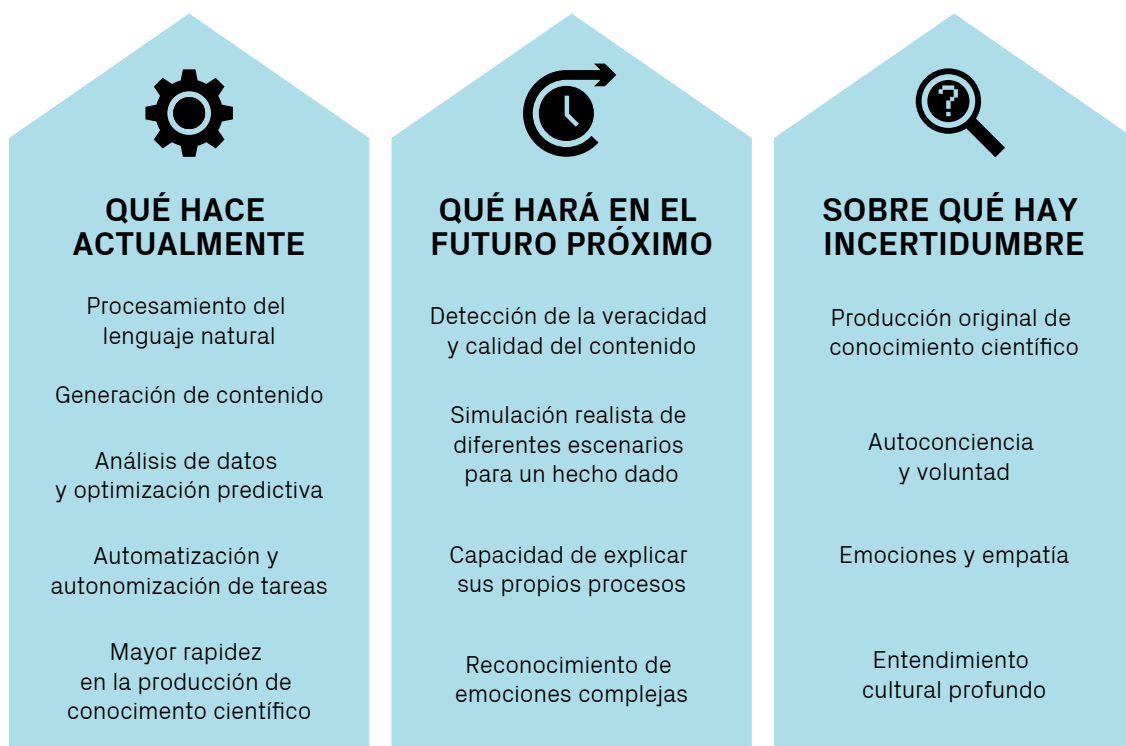 QUÉ HACE
ACTUALMENTE
Procesamiento del
lenguaje natural
Generación de contenido
Análisis de datos
y optimización predictiva
Automatización y
autonomización de tareas
Mayor rapidez
en la producción de
conocimento científico
QUÉ HARÁ EN EL
FUTURO PRÓXIMO
Detección de la veracidad
y calidad del contenido
Simulación realista de
diferentes escenarios
para un hecho dado
Capacidad de explicar
sus propios procesos
Reconocimiento de
emociones complejas
?
SOBRE QUÉ HAY
INCERTIDUMBRE
Producción original de
conocimiento científico
Autoconciencia
y voluntad
Emociones y empatía
Entendimiento
cultural profundo